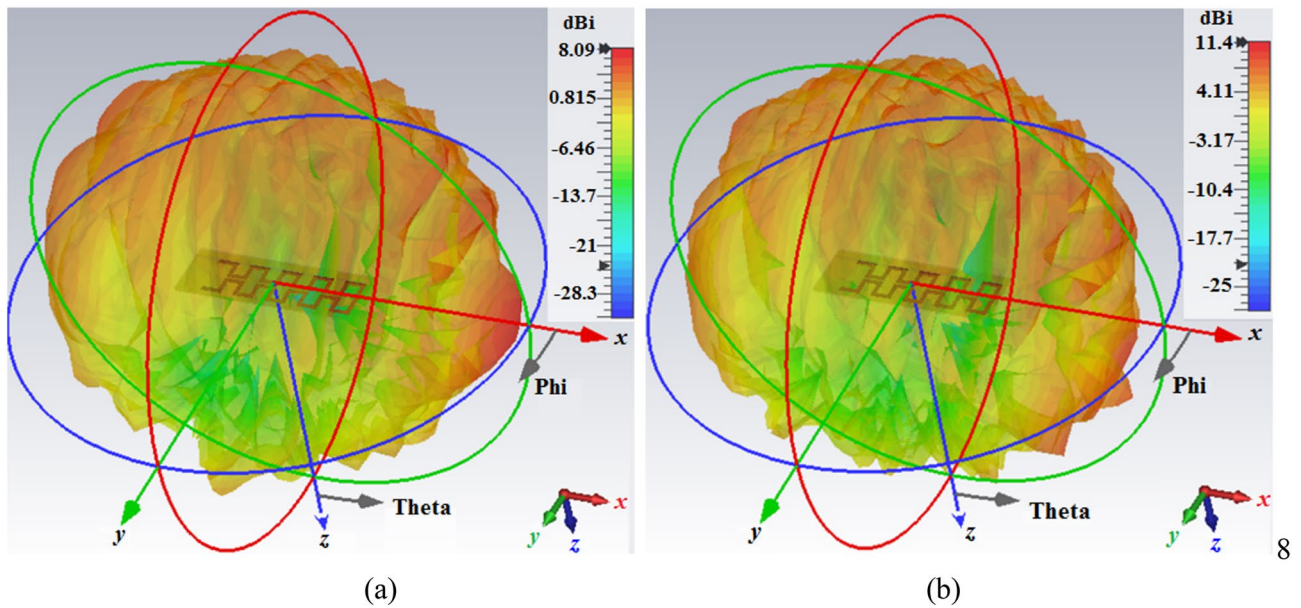 dBi
8.09
0.815
-6.46
-13.7
-21
-28.3
x
Phi
Theta
y
z
x
y
z
(a)
dBi
11.4
4.11
-3.17
-10.4
-17.7
-25
x
Phi
Theta
y
z
x
y
z
8
(b)